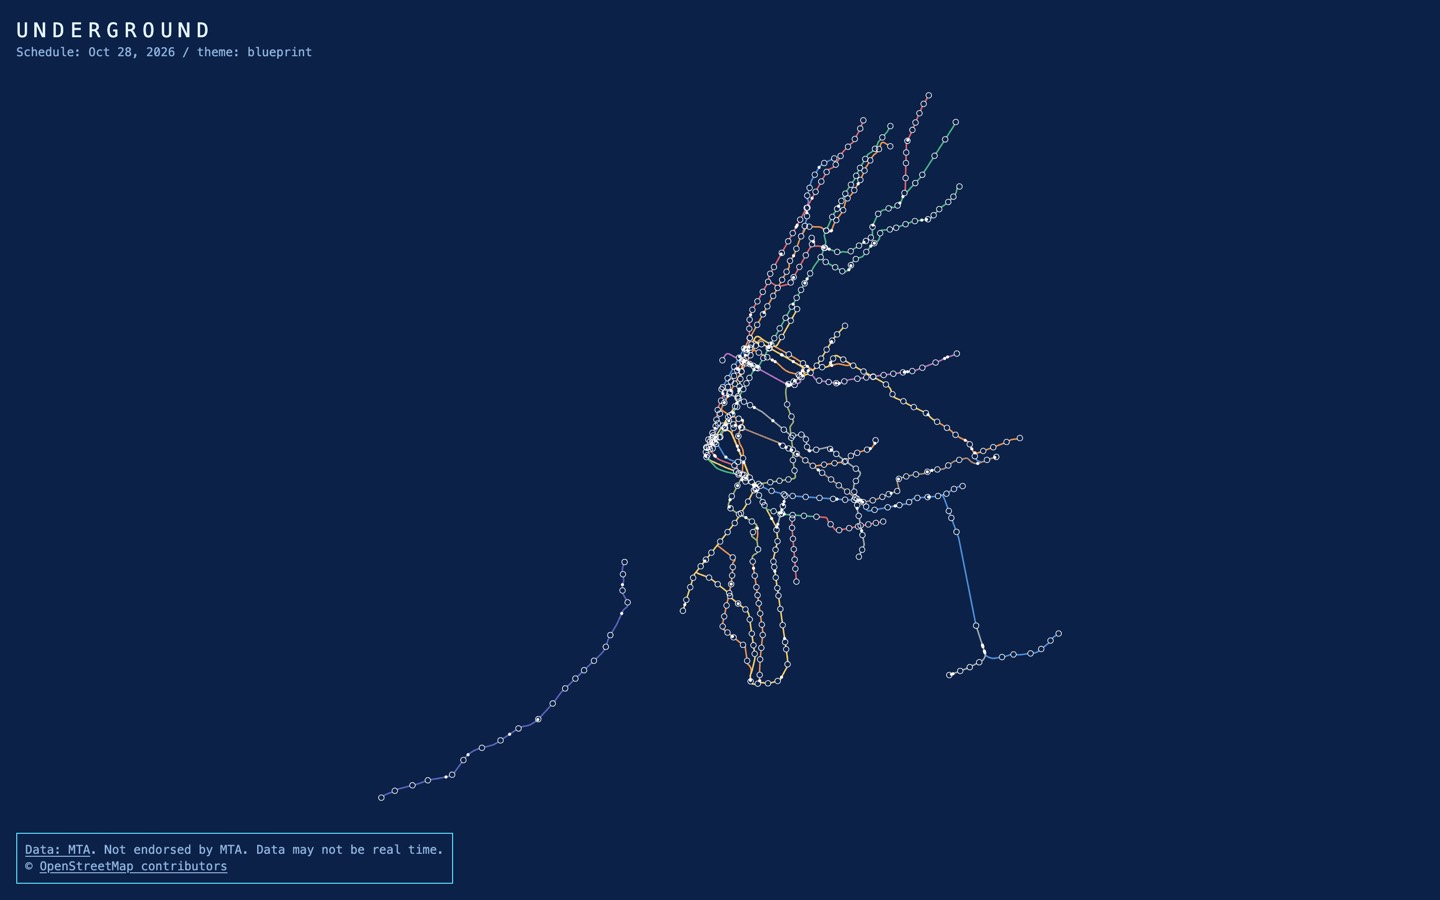 UNDERGROUND
Schedule: Oct 28, 2026 / theme: blueprint
Data: MTA. Not endorsed by MTA. Data may not be real time.
© OpenStreetMap contributors